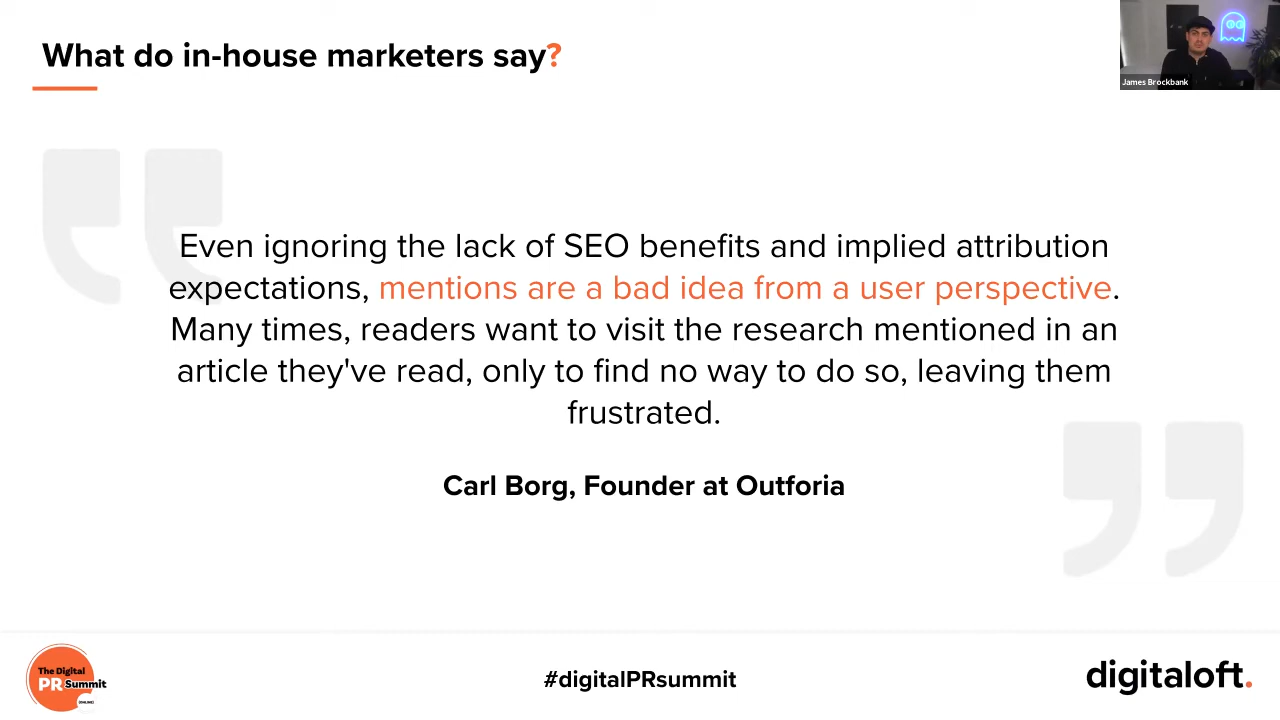 What do in-house marketers say?
James Brockbank
Even ignoring the lack of SEO benefits and implied attribution
expectations, mentions are a bad idea from a user perspective.
Many times, readers want to visit the research mentioned in an
article they've read, only to find no way to do so, leaving them
frustrated.
Carl Borg, Founder at Outforia
The Digital
PR Summit
(ONLINE)
#digitalPRsummit
digitaloft.